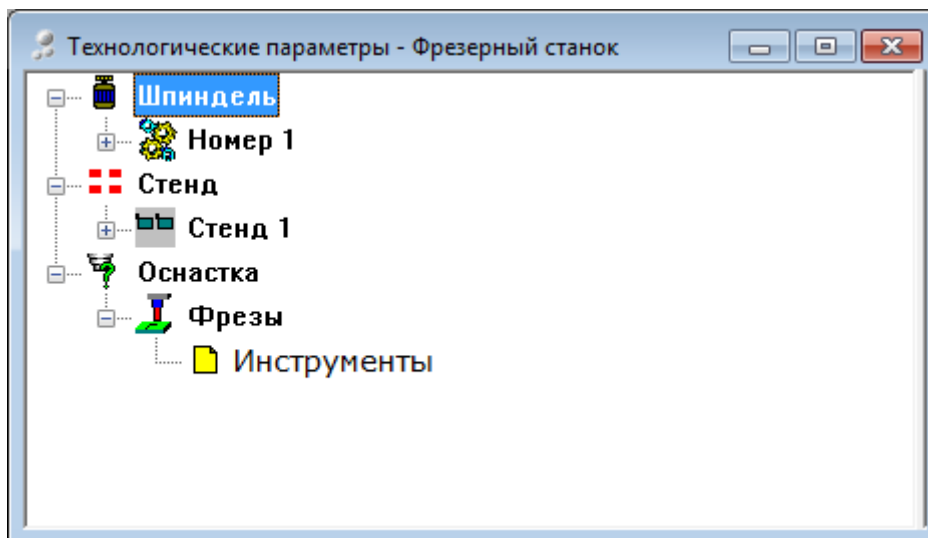 Технологические параметры - Фрезерный станок
Шпиндель
Номер 1
Стенд
Стенд 1
Оснастка
Фрезы
Инструменты